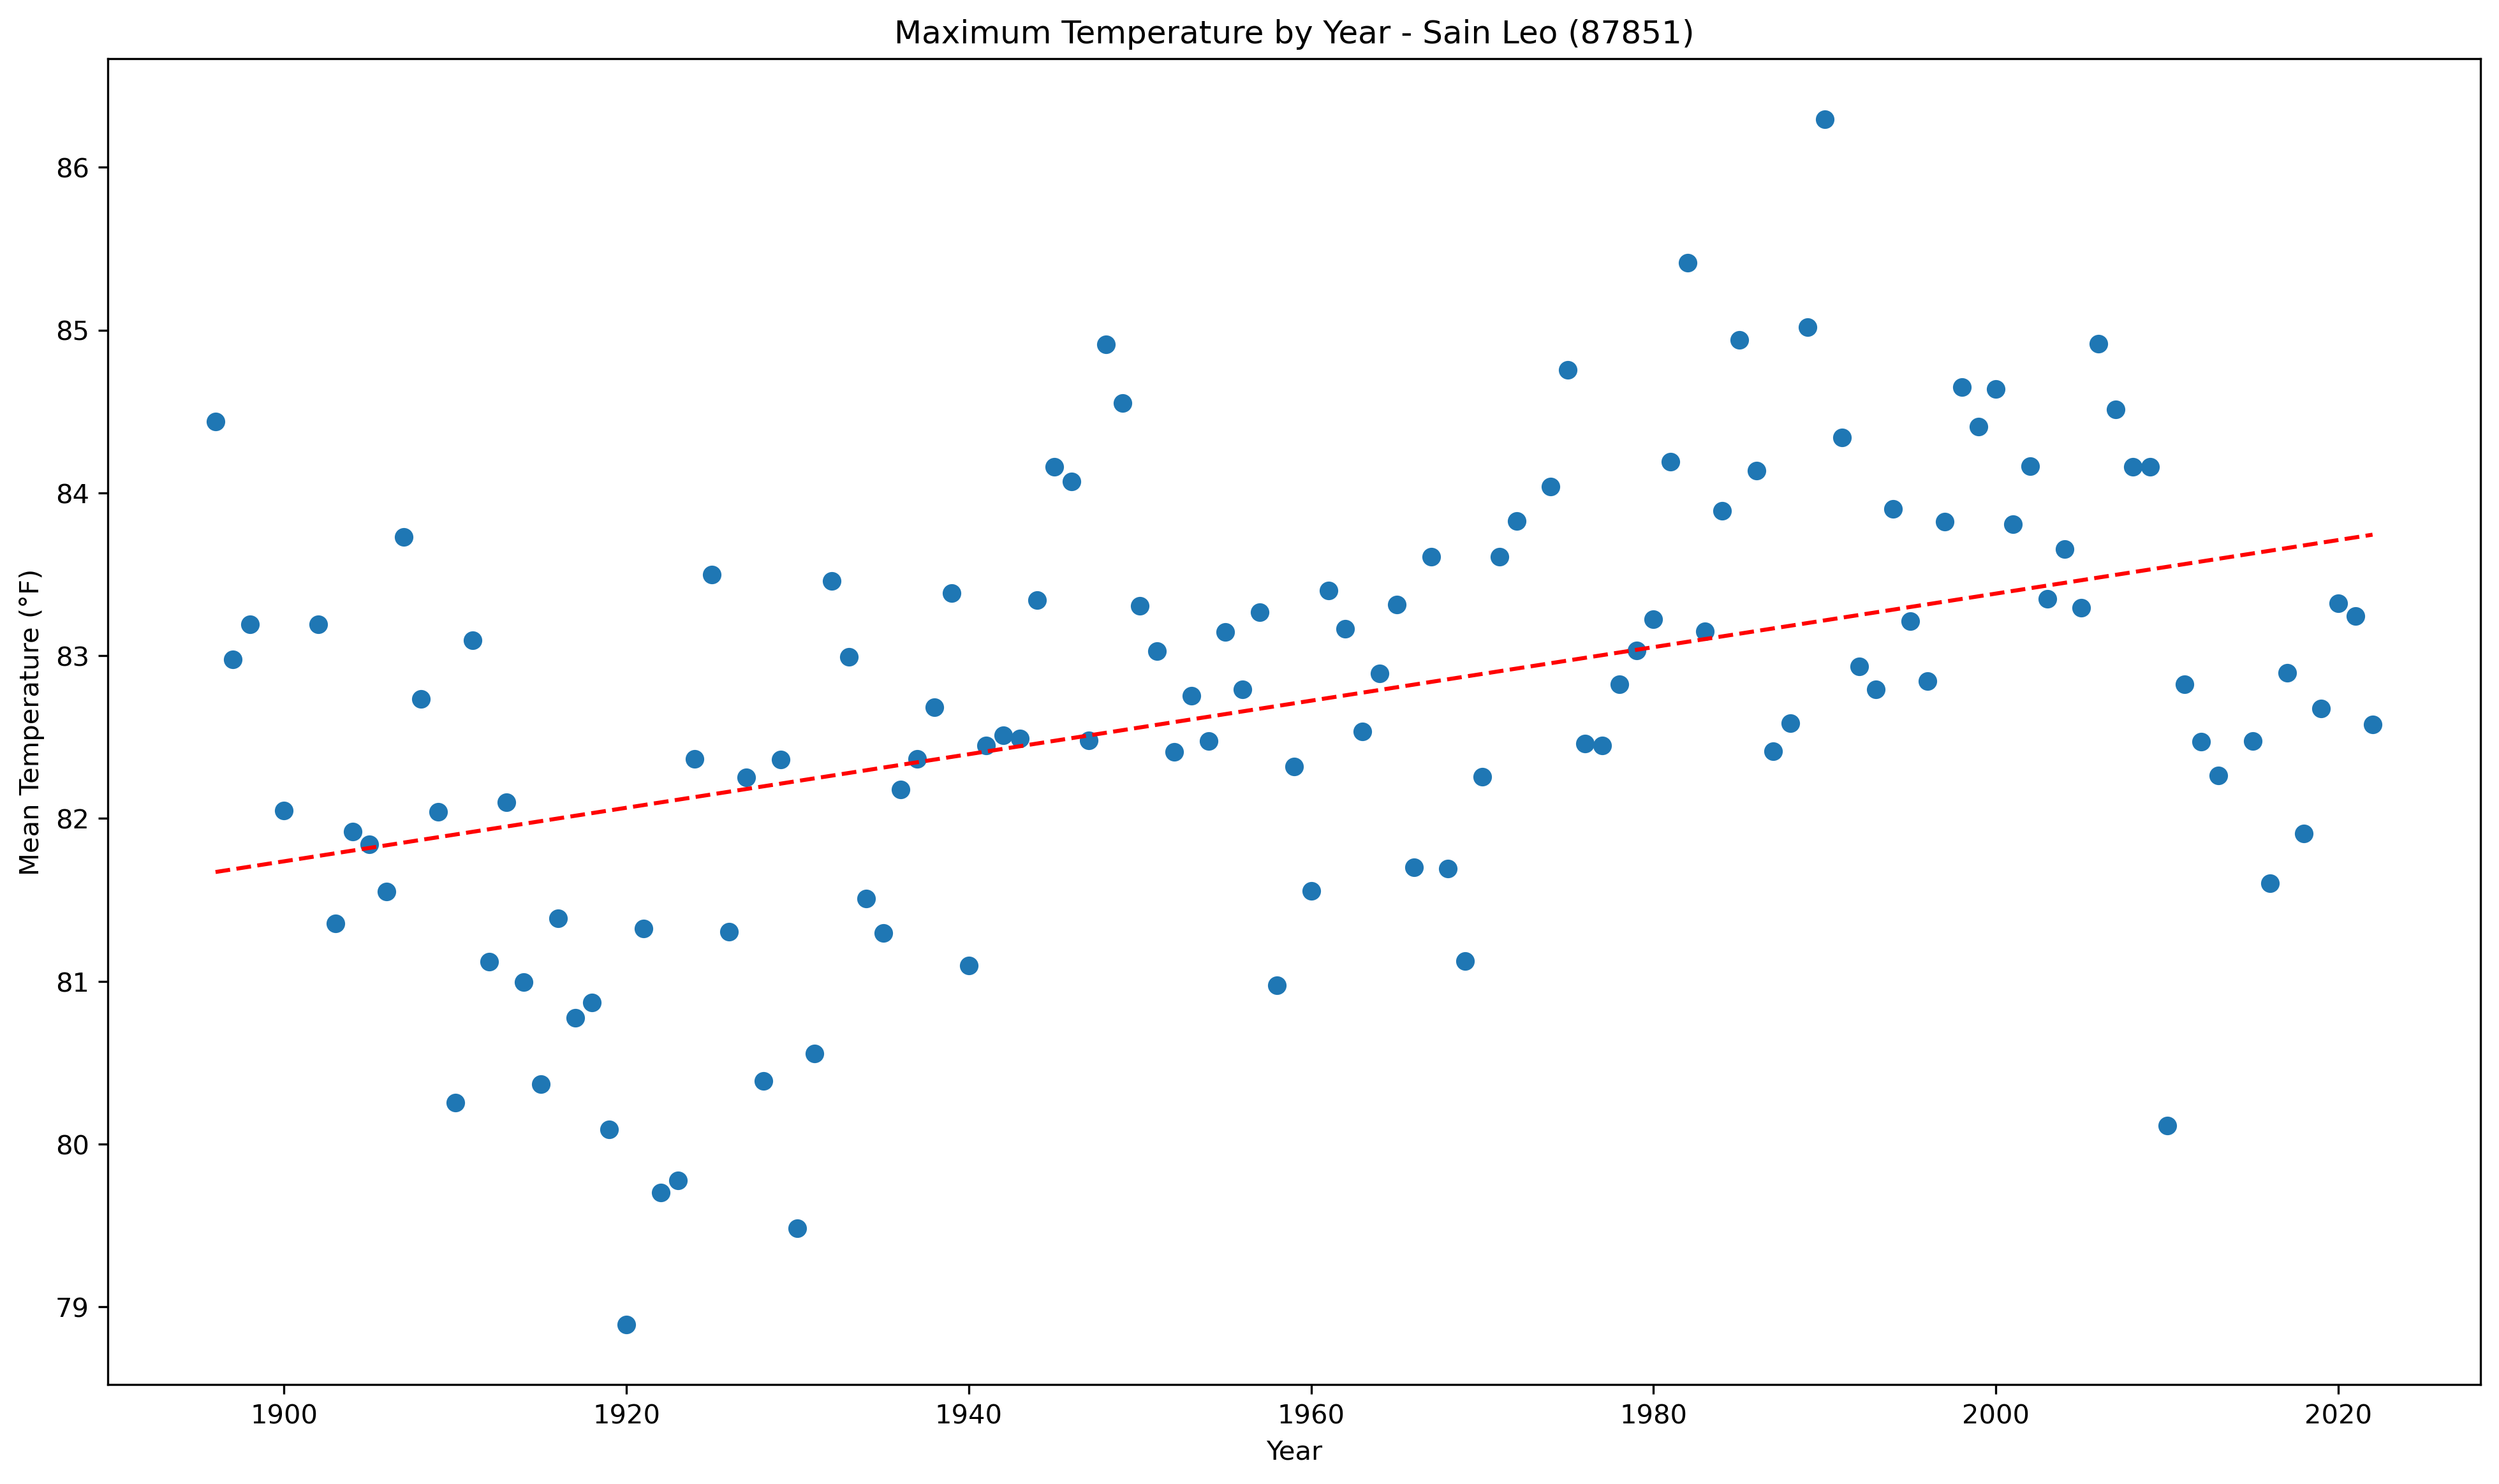 Maximum Temperature by Year - Sain Leo (87851)
Mean Temperature (°F)
86
85
84
83
82
81
80
79
1900 1920 1940 1960 1980 2000 2020
Year